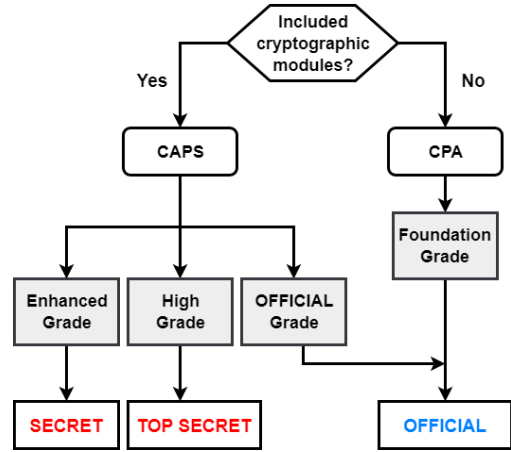 Included
cryptographic
modules?
Yes
No
CAPS
CPA
Foundation
Grade
Enhanced
Grade
High
Grade
OFFICIAL
Grade
SECRET
TOP SECRET
OFFICIAL